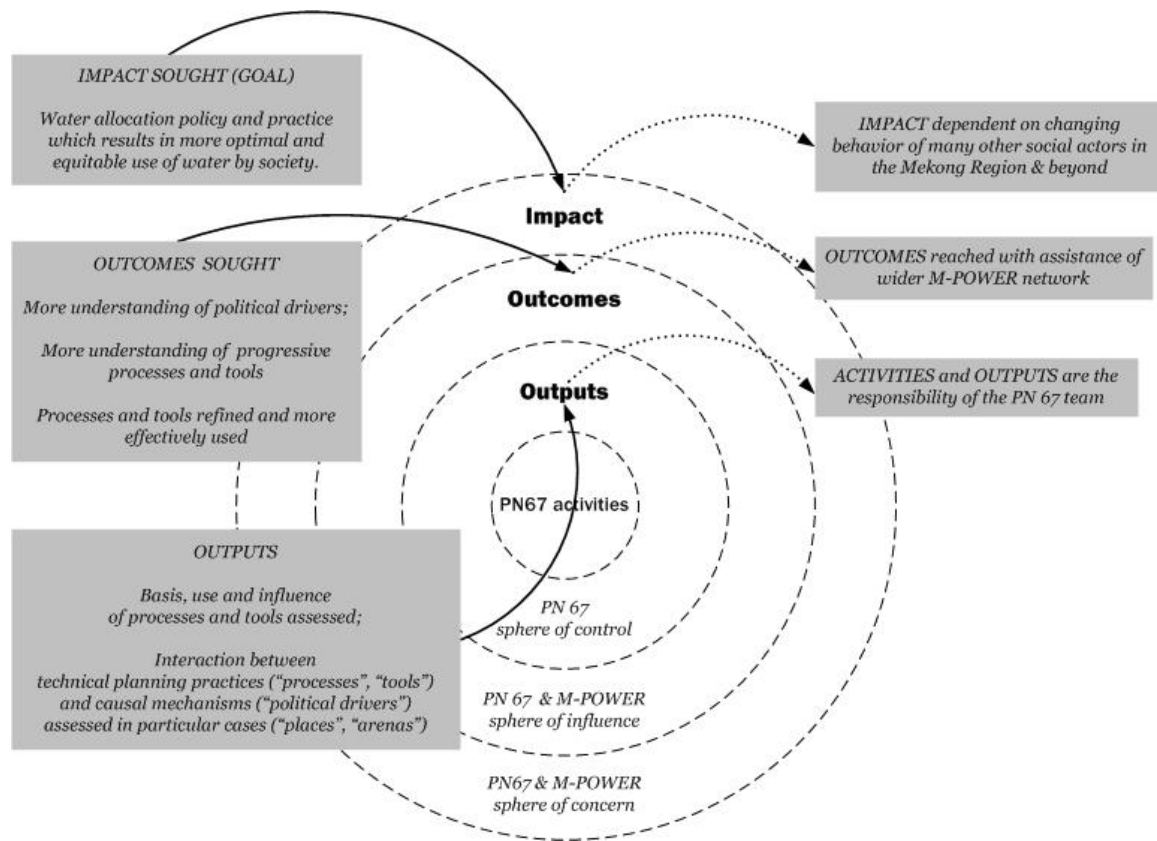 IMPACT SOUGHT (GOAL)
Water allocation policy and practice
which results in more optimal and
equitable use of water by society.
IMPACT dependent on changing
behavior of many other social actors in
the Mekong Region & beyond
Impact
OUTCOMES SOUGHT
More understanding of political drivers;
More understanding of progressive
processes and tools
Processes and tools refined and more
effectively used
OUTCOMES reached with assistance of
wider M-POWER network
Outcomes
ACTIVITIES and OUTPUTS are the
responsibility of the PN 67 team
Outputs
PN67 activities
OUTPUTS
Basis, use and influence
of processes and tools assessed;
Interaction between
technical planning practices (“processes”, “tools”)
and causal mechanisms (“political drivers”)
assessed in particular cases (“places”, “arenas”)
PN 67
sphere of control
PN 67 & M-POWER
sphere of influence
PN67 & M-POWER
sphere of concern